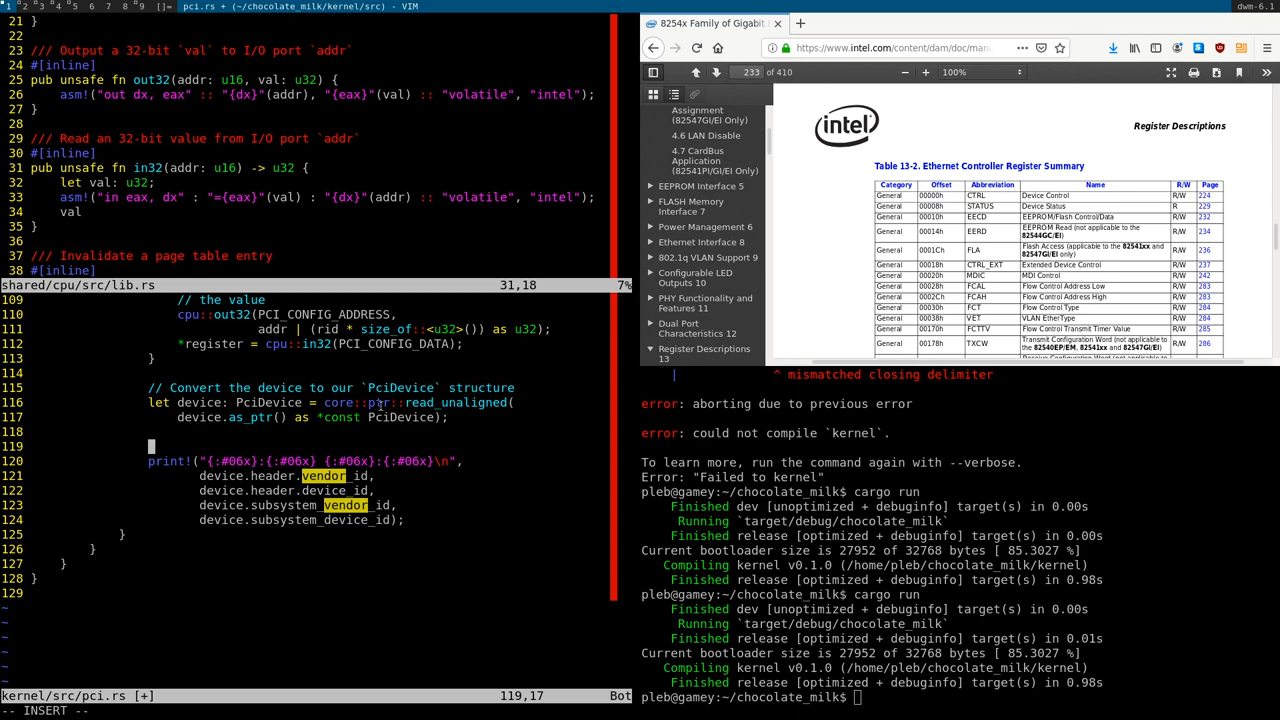 1 2 3 4 5 6 7 8 9 []= pci.rs + (~/chocolate_milk/kernel/src) - VIM
dwm-6.1
21 }
22
23 /// Output a 32-bit `val` to I/O port `addr`
24 #[inline]
25 pub unsafe fn out32(addr: u16, val: u32) {
26     asm!("out dx, eax" :: "{dx}"(addr), "{eax}"(val) :: "volatile", "intel");
27 }
28
29 /// Read an 32-bit value from I/O port `addr`
30 #[inline]
31 pub unsafe fn in32(addr: u16) -> u32 {
32     let val: u32;
33     asm!("in eax, dx" : "={eax}"(val) : "{dx}"(addr) :: "volatile", "intel");
34     val
35 }
36
37 /// Invalidate a page table entry
38 #[inline]
shared/cpu/src/lib.rs 31,18 7%
109                     // the value
110                     cpu::out32(PCI_CONFIG_ADDRESS,
111                                addr | (rid * size_of::<u32>()) as u32);
112                     *register = cpu::in32(PCI_CONFIG_DATA);
113                 }
114
115                 // Convert the device to our `PciDevice` structure
116                 let device: PciDevice = core::ptr::read_unaligned(
117                     device.as_ptr() as *const PciDevice);
118
119
120                 print!("{:#06x}:{:#06x} {:#06x}:{:#06x}\n",
121                        device.header.vendor_id,
122                        device.header.device_id,
123                        device.subsystem_vendor_id,
124                        device.subsystem_device_id);
125             }
126         }
127     }
128 }
129
~
~
~
~
~
~
kernel/src/pci.rs [+] 119,17 Bot
-- INSERT --
8254x Family of Gigabit
https://www.intel.com/content/dam/doc/man
233 of 410
100%
Assignment
(82547GI/EI Only)
4.6 LAN Disable
4.7 CardBus
Application
(82541PI/GI/EI Only)
EEPROM Interface 5
FLASH Memory
Interface 7
Power Management 6
Ethernet Interface 8
802.1q VLAN Support 9
Configurable LED
Outputs 10
PHY Functionality and
Features 11
Dual Port
Characteristics 12
Register Descriptions
13
intel
Register Descriptions
Table 13-2. Ethernet Controller Register Summary
Category Offset Abbreviation Name R/W Page
General 00000h CTRL Device Control R/W 224
General 00008h STATUS Device Status R 229
General 00010h EECD EEPROM/Flash Control/Data R/W 232
General 00014h EERD EEPROM Read (not applicable to the 82544GC/EI) R/W 234
General 0001Ch FLA Flash Access (applicable to the 82541xx and 82547GI/EI only) R/W 236
General 00018h CTRL_EXT Extended Device Control R/W 237
General 00020h MDIC MDI Control R/W 242
General 00028h FCAL Flow Control Address Low R/W 283
General 0002Ch FCAH Flow Control Address High R/W 283
General 00030h FCT Flow Control Type R/W 284
General 00038h VET VLAN EtherType R/W 284
General 00170h FCTTV Flow Control Transmit Timer Value R/W 285
General 00178h TXCW Transmit Configuration Word (not applicable to the 82540EP/EM, 82541xx and 82547GI/EI) R/W 286
|             ^ mismatched closing delimiter
error: aborting due to previous error
error: could not compile `kernel`.
To learn more, run the command again with --verbose.
Error: "Failed to kernel"
pleb@gamey:~/chocolate_milk$ cargo run
Finished dev [unoptimized + debuginfo] target(s) in 0.00s
Running `target/debug/chocolate_milk`
Finished release [optimized + debuginfo] target(s) in 0.00s
Current bootloader size is 27952 of 32768 bytes [ 85.3027 %]
Compiling kernel v0.1.0 (/home/pleb/chocolate_milk/kernel)
Finished release [optimized + debuginfo] target(s) in 0.98s
pleb@gamey:~/chocolate_milk$ cargo run
Finished dev [unoptimized + debuginfo] target(s) in 0.00s
Running `target/debug/chocolate_milk`
Finished release [optimized + debuginfo] target(s) in 0.01s
Current bootloader size is 27952 of 32768 bytes [ 85.3027 %]
Compiling kernel v0.1.0 (/home/pleb/chocolate_milk/kernel)
Finished release [optimized + debuginfo] target(s) in 0.98s
pleb@gamey:~/chocolate_milk$